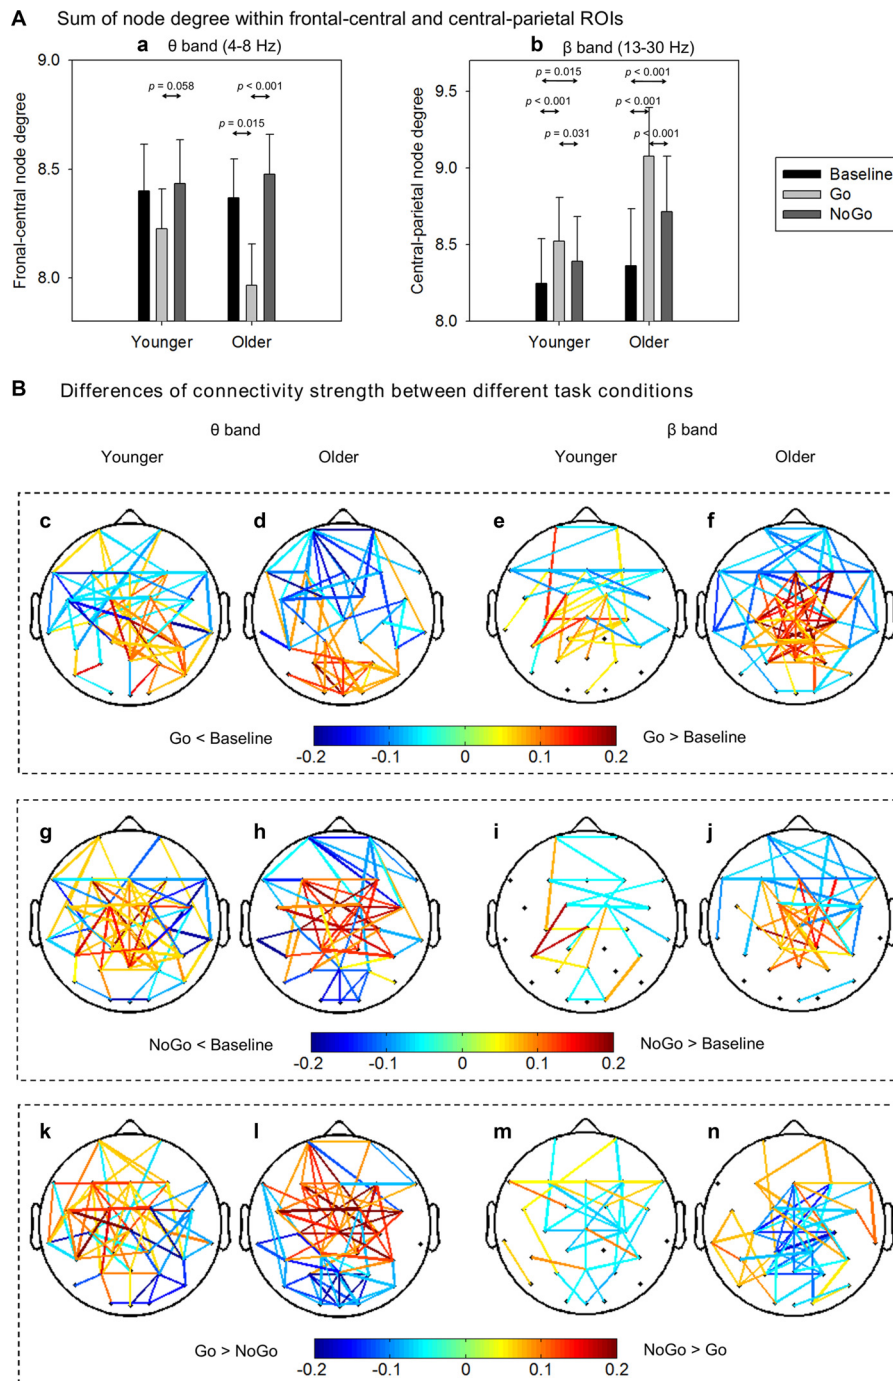 A Sum of node degree within frontal-central and central-parietal ROIs
a θ band (4-8 Hz)
9.0
8.5
8.0
Fronal-central node degree
p = 0.058
p < 0.001
p = 0.015
Younger Older
b β band (13-30 Hz)
9.5
9.0
8.5
8.0
Central-parietal node degree
p = 0.015
p < 0.001
p < 0.001
p < 0.001
p = 0.031
p < 0.001
Younger Older
Baseline
Go
NoGo
B Differences of connectivity strength between different task conditions
θ band β band
Younger Older Younger Older
c d e f
Go < Baseline Go > Baseline
-0.2 -0.1 0 0.1 0.2
g h i j
NoGo < Baseline NoGo > Baseline
-0.2 -0.1 0 0.1 0.2
k l m n
Go > NoGo NoGo > Go
-0.2 -0.1 0 0.1 0.2